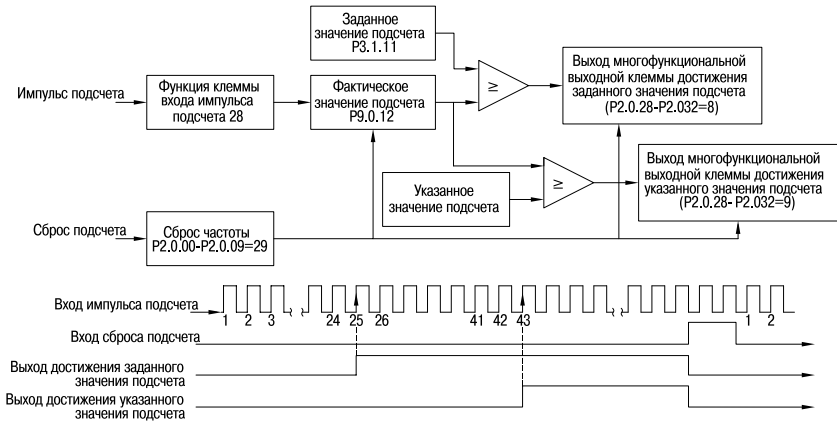 Заданное
значение подсчета
P3.1.11
Импульс подсчета
Функция клеммы
входа импульса
подсчета 28
Фактическое
значение подсчета
P9.0.12
≥
Выход многофункциональной
выходной клеммы достижения
заданного значения подсчета
(P2.0.28-P2.032=8)
Указанное
значение подсчета
≥
Выход многофункциональной
выходной клеммы достижения
указанного значения подсчета
(P2.0.28- P2.032=9)
Сброс подсчета
Сброс частоты
P2.0.00-P2.0.09=29
Вход импульса подсчета
1 2 3 24 25 26 41 42 43 1 2
Вход сброса подсчета
Выход достижения заданного
значения подсчета
Выход достижения указанного
значения подсчета